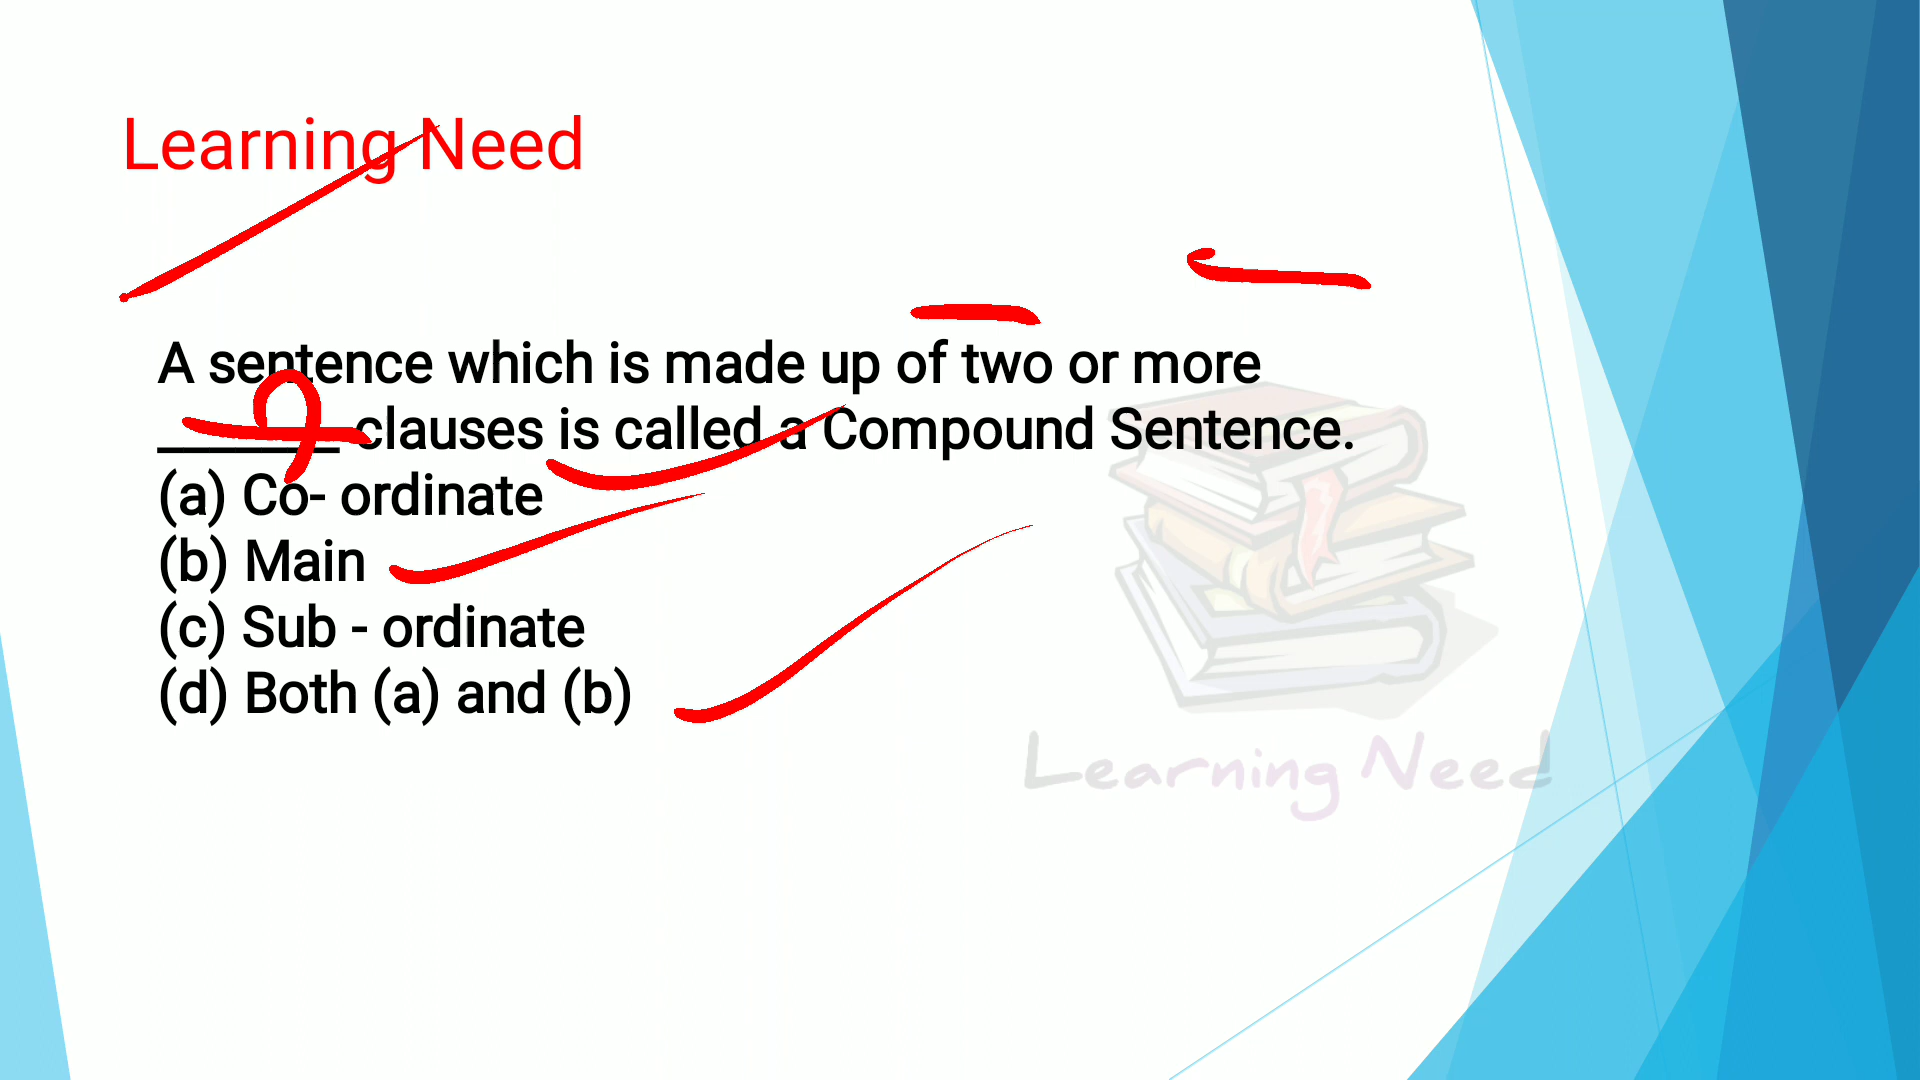 Learning Need
A sentence which is made up of two or more
_______ clauses is called a Compound Sentence.
(a) Co- ordinate
(b) Main
(c) Sub - ordinate
(d) Both (a) and (b)
Learning Need